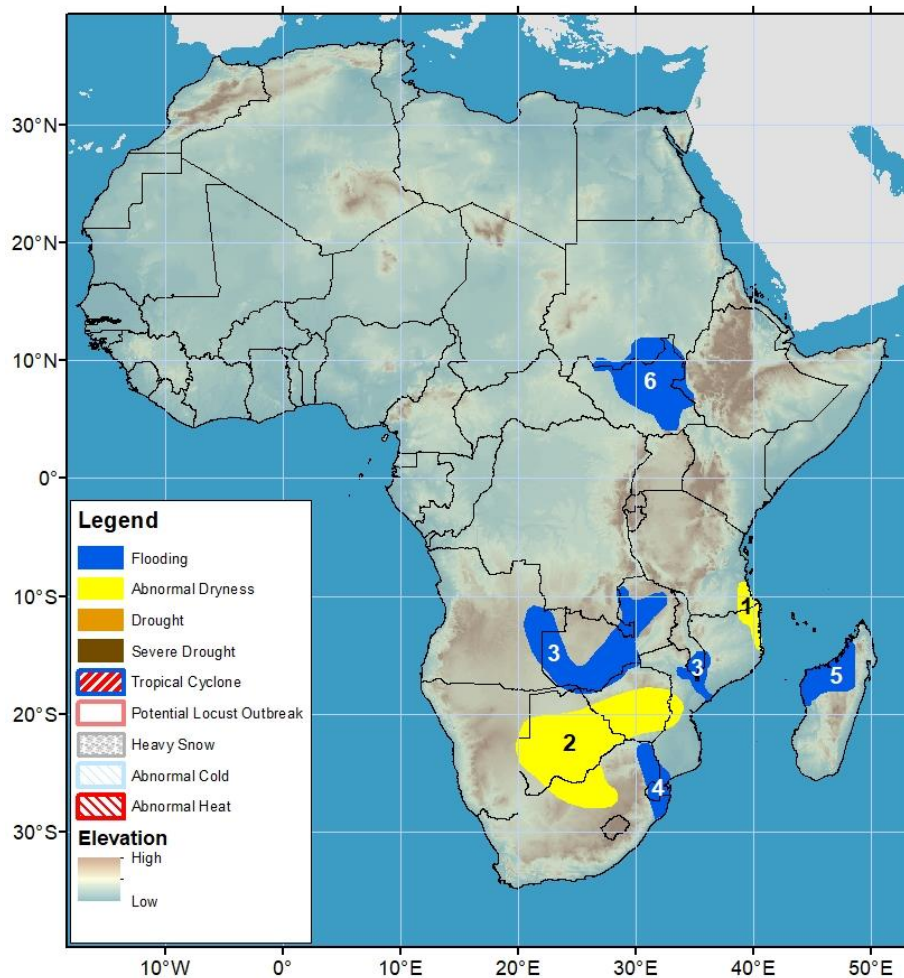 30°N
20°N
10°N
0°
10°S
20°S
30°S
6
1
3
3
5
2
4
Legend
Flooding
Abnormal Dryness
Drought
Severe Drought
Tropical Cyclone
Potential Locust Outbreak
Heavy Snow
Abnormal Cold
Abnormal Heat
Elevation
High
Low
10°W 0° 10°E 20°E 30°E 40°E 50°E